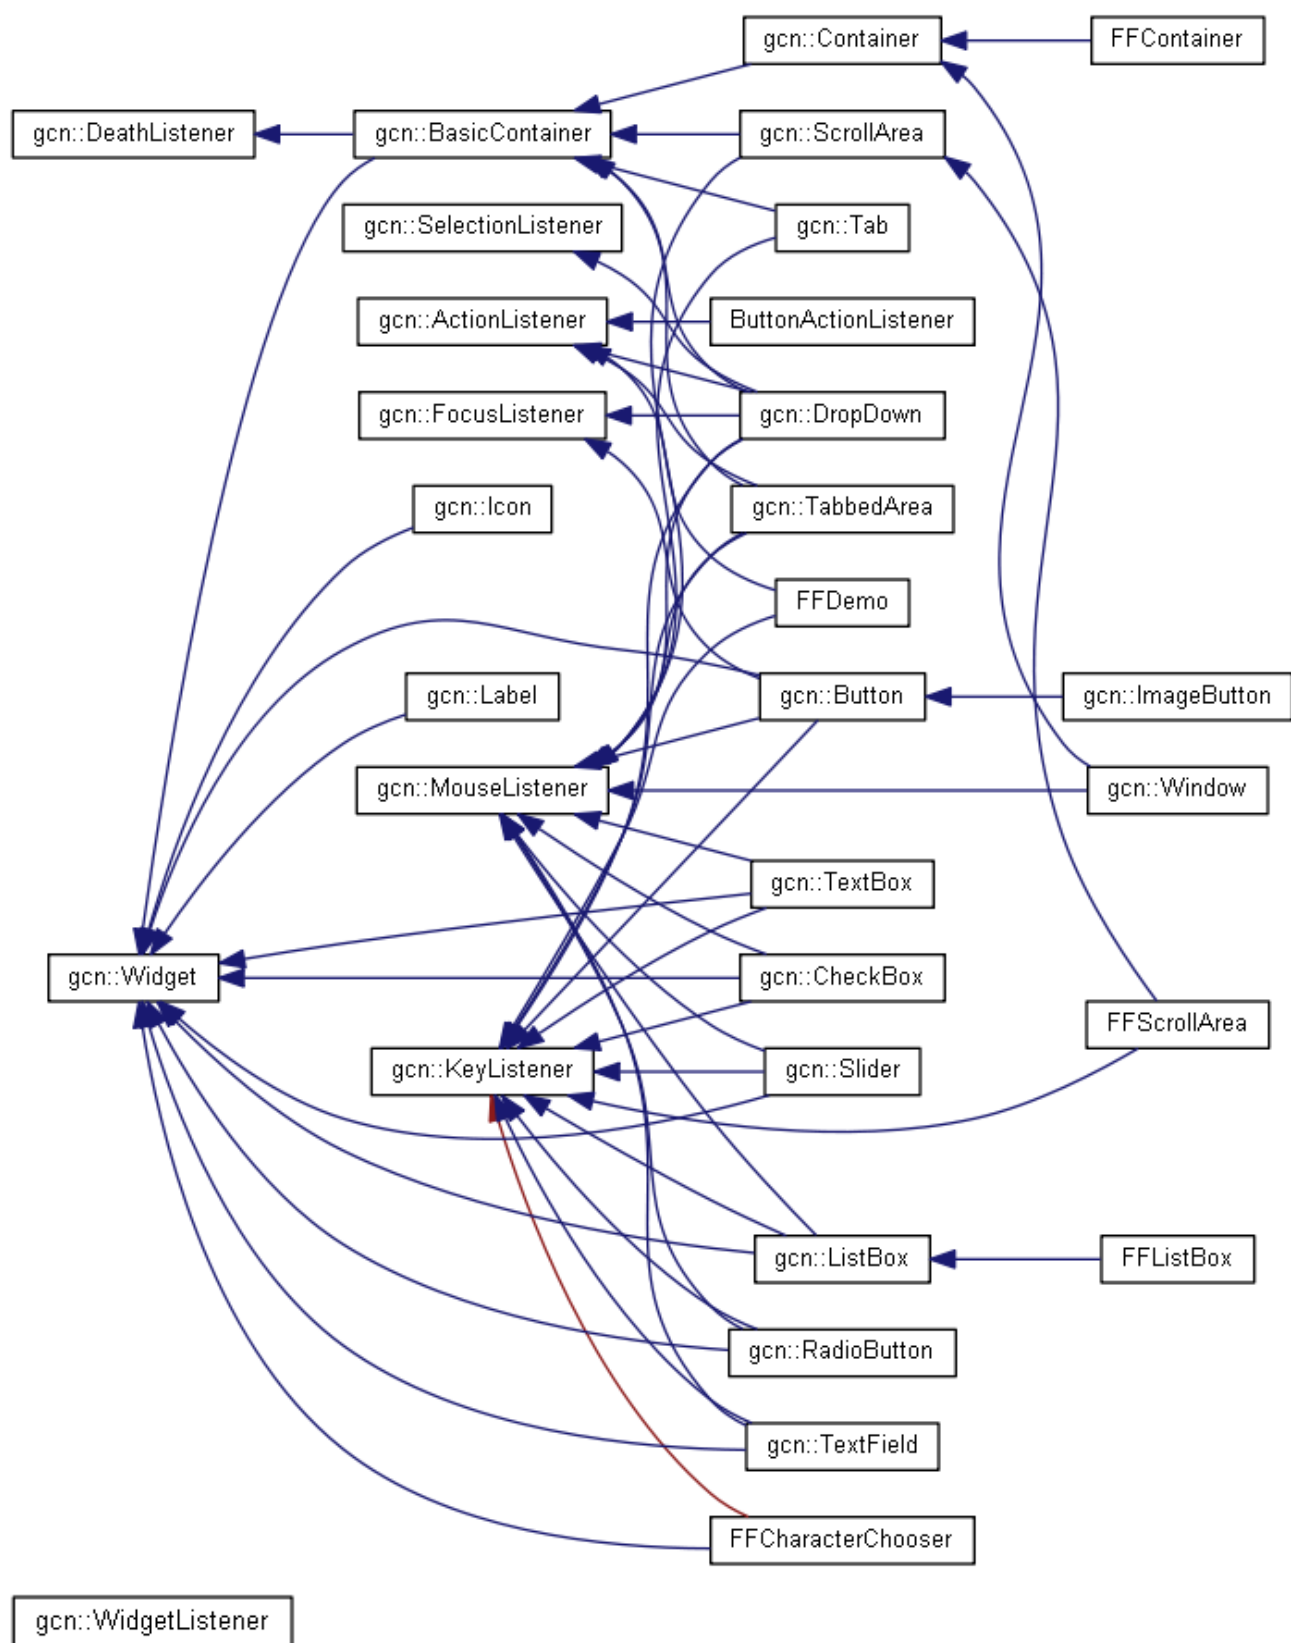 gcn::Container
FFContainer
gcn::DeathListener
gcn::BasicContainer
gcn::ScrollArea
gcn::SelectionListener
gcn::Tab
gcn::ActionListener
ButtonActionListener
gcn::FocusListener
gcn::DropDown
gcn::Icon
gcn::TabbedArea
FFDemo
gcn::Label
gcn::Button
gcn::ImageButton
gcn::MouseListener
gcn::Window
gcn::TextBox
gcn::Widget
gcn::CheckBox
FFScrollArea
gcn::KeyListener
gcn::Slider
gcn::ListBox
FFListBox
gcn::RadioButton
gcn::TextField
FFCharacterChooser
gcn::WidgetListener